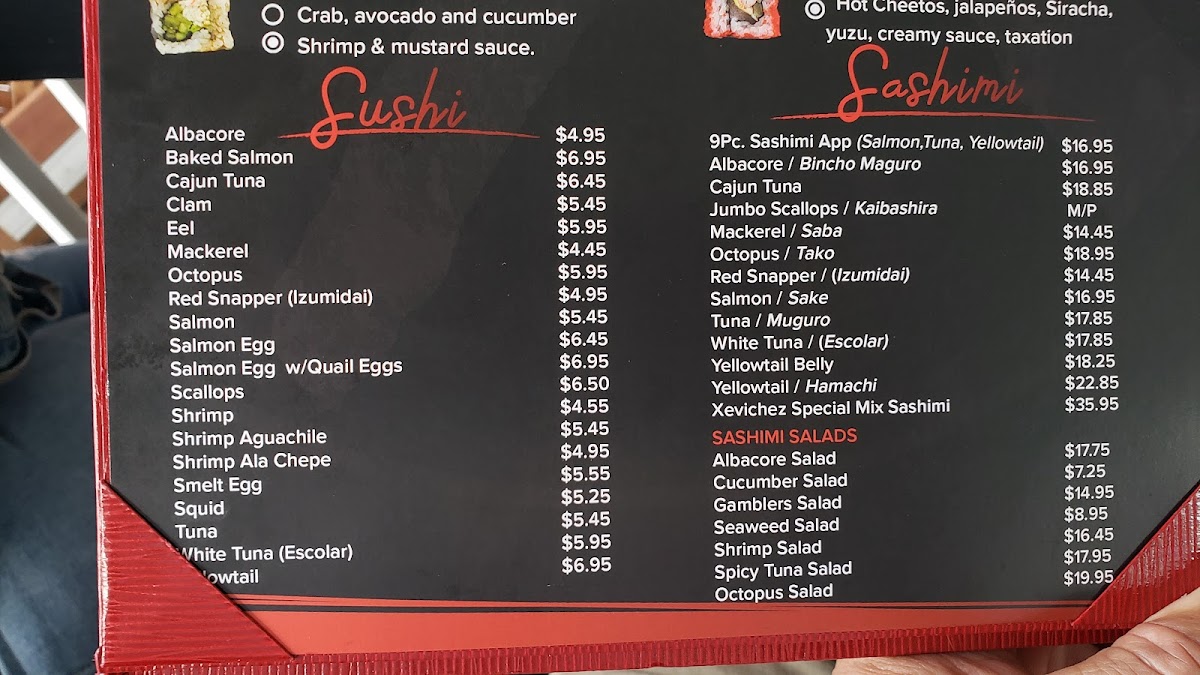 Crab, avocado and cucumber
Shrimp & mustard sauce.
Sushi
Albacore $4.95
Baked Salmon $6.95
Cajun Tuna $6.45
Clam $5.45
Eel $5.95
Mackerel $4.45
Octopus $5.95
Red Snapper (Izumidai) $4.95
Salmon $5.45
Salmon Egg $6.45
Salmon Egg w/Quail Eggs $6.95
Scallops $6.50
Shrimp $4.55
Shrimp Aguachile $5.45
Shrimp Ala Chepe $4.95
Smelt Egg $5.55
Squid $5.25
Tuna $5.45
White Tuna (Escolar) $5.95
lowtail $6.95
Hot Cheetos, jalapeños, Siracha,
yuzu, creamy sauce, taxation
Sashimi
9Pc. Sashimi App (Salmon,Tuna, Yellowtail) $16.95
Albacore / Bincho Maguro $16.95
Cajun Tuna $18.85
Jumbo Scallops / Kaibashira M/P
Mackerel / Saba $14.45
Octopus / Tako $18.95
Red Snapper / (Izumidai) $14.45
Salmon / Sake $16.95
Tuna / Muguro $17.85
White Tuna / (Escolar) $17.85
Yellowtail Belly $18.25
Yellowtail / Hamachi $22.85
Xevichez Special Mix Sashimi $35.95
SASHIMI SALADS
Albacore Salad $17.75
Cucumber Salad $7.25
Gamblers Salad $14.95
Seaweed Salad $8.95
Shrimp Salad $16.45
Spicy Tuna Salad $17.95
Octopus Salad $19.95